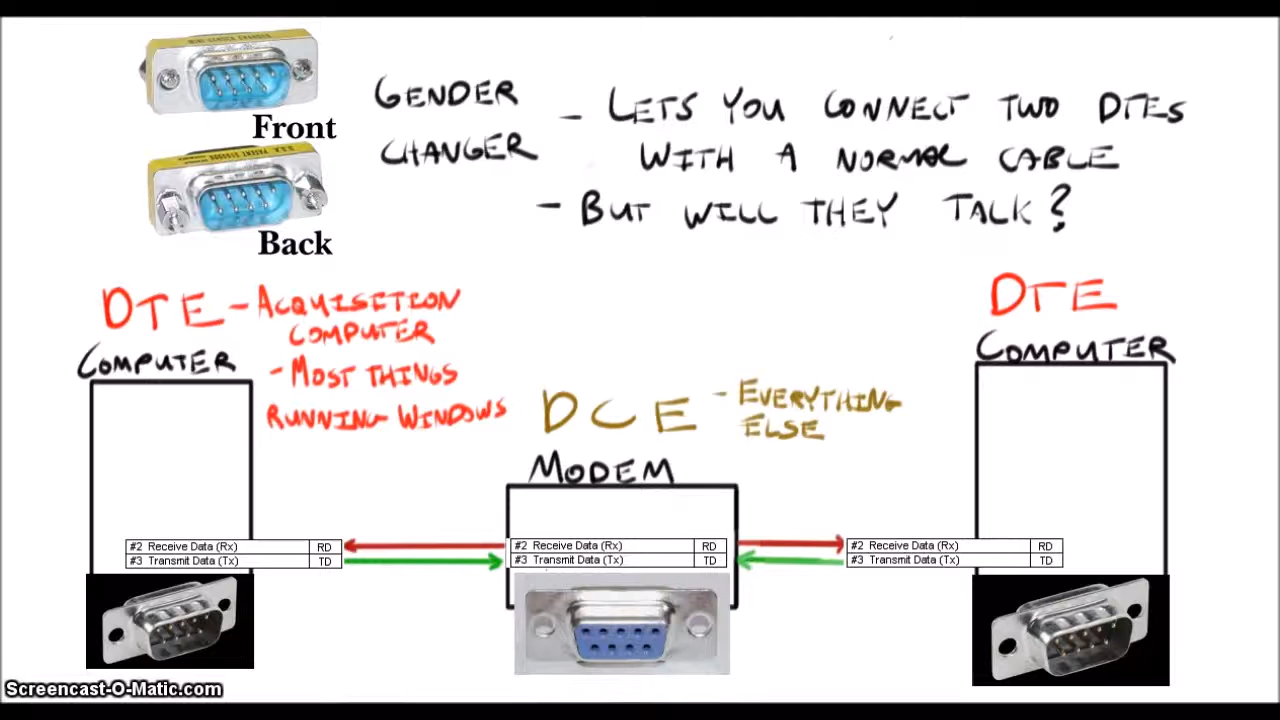 MINI GENDER CHANGER
Front
Back
GENDER
CHANGER
- LETS YOU CONNECT TWO DTES
WITH A NORMAL CABLE
- BUT WILL THEY TALK?
DTE - ACQUISITION
COMPUTER
- MOST THINGS
RUNNING WINDOWS
COMPUTER
DCE - EVERYTHING
ELSE
MODEM
DTE
COMPUTER
#2 Receive Data (Rx) RD
#3 Transmit Data (Tx) TD
#2 Receive Data (Rx) RD
#3 Transmit Data (Tx) TD
#2 Receive Data (Rx) RD
#3 Transmit Data (Tx) TD
Screencast-O-Matic.com